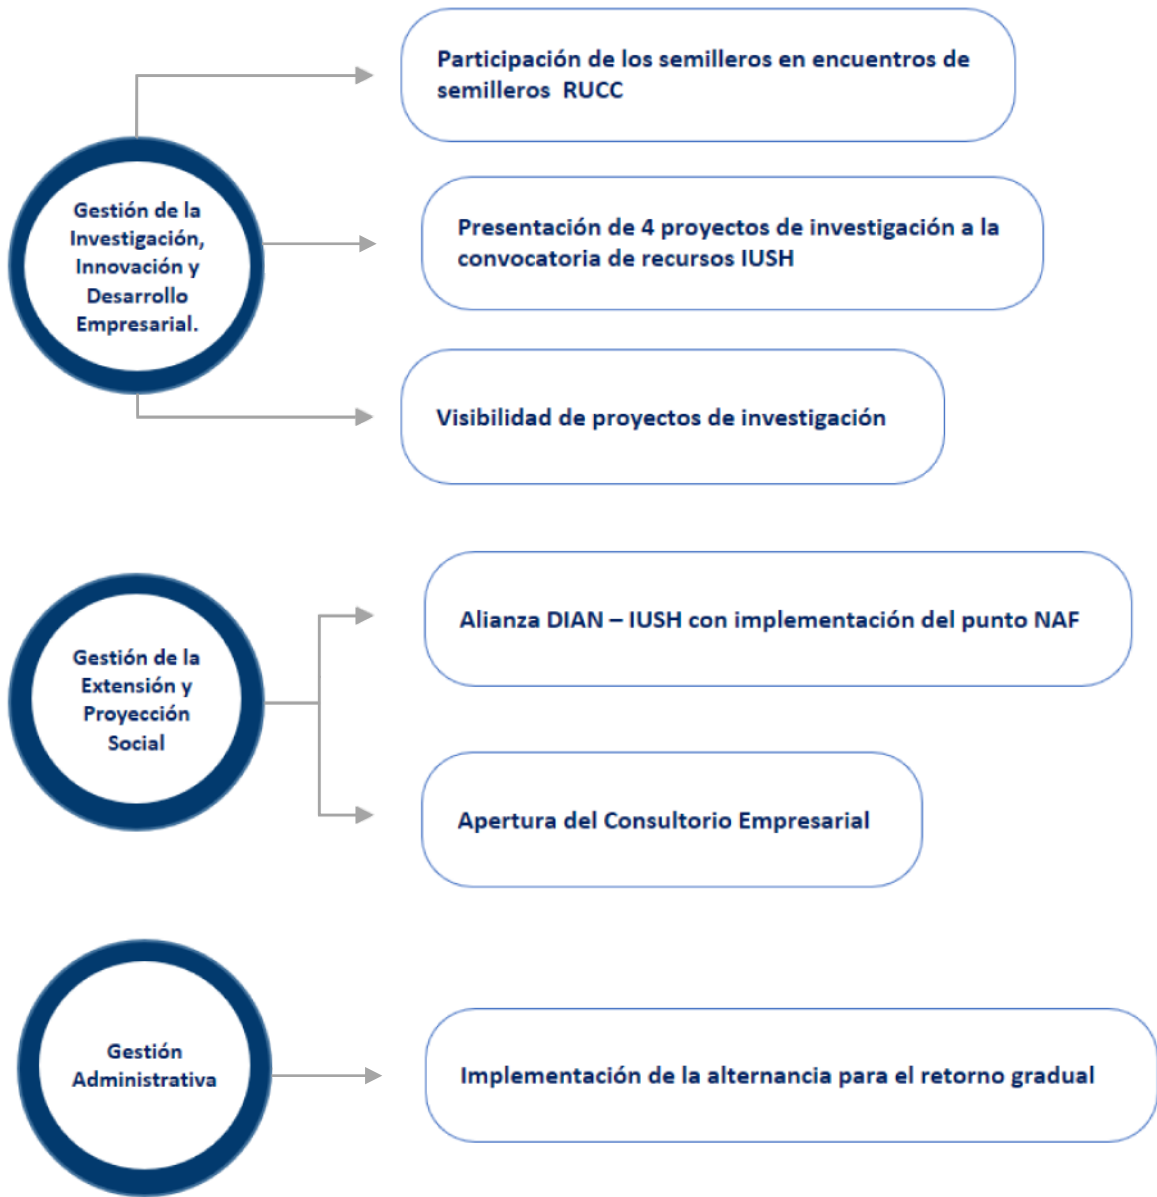 Participación de los semilleros en encuentros de
semilleros RUCC
Gestión de la
Investigación,
Innovación y
Desarrollo
Empresarial.
Presentación de 4 proyectos de investigación a la
convocatoria de recursos IUSH
Visibilidad de proyectos de investigación
Gestión de la
Extensión y
Proyección
Social
Alianza DIAN – IUSH con implementación del punto NAF
Apertura del Consultorio Empresarial
Gestión
Administrativa
Implementación de la alternancia para el retorno gradual